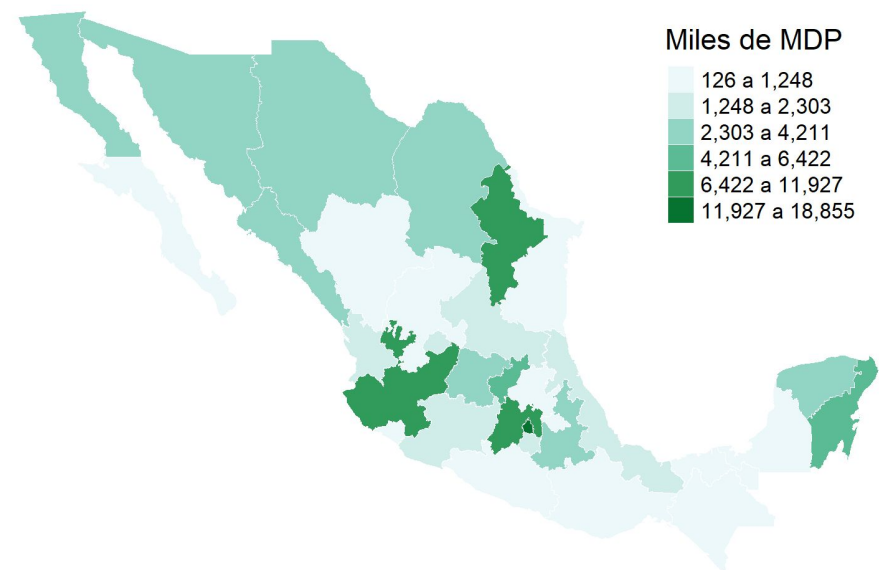 Miles de MDP
126 a 1,248
1,248 a 2,303
2,303 a 4,211
4,211 a 6,422
6,422 a 11,927
11,927 a 18,855